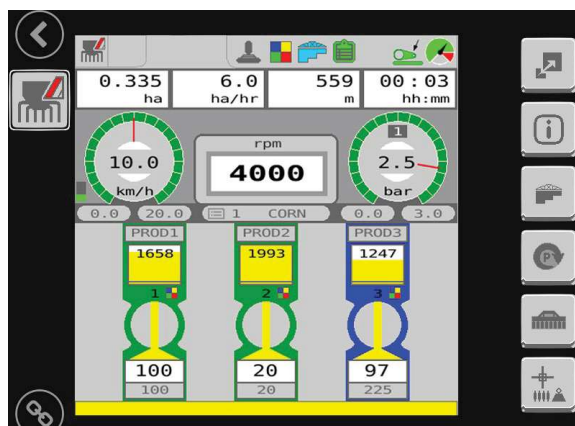 0.335 6.0 559 00:03
ha ha/hr m hh:mm
rpm 1
10.0 4000 2.5
km/h bar
0.0 20.0 1 CORN 0.0 3.0
PROD1 PROD2 PROD3
1658 1993 1247
1 2 3
100 20 97
100 20 225
i
P